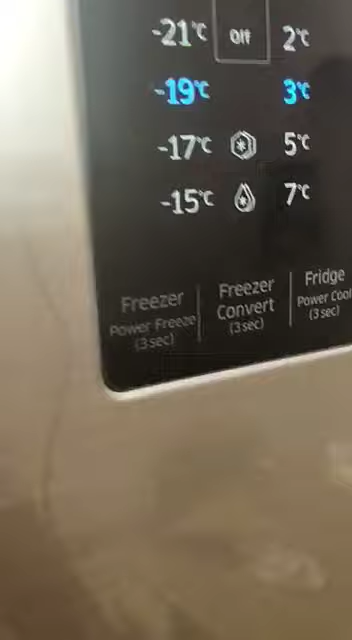 -21℃ Off 2℃
-19℃ 3℃
-17℃ 5℃
-15℃ 7℃
Freezer
Power Freeze
(3 sec)
Freezer
Convert
(3 sec)
Fridge
Power Cool
(3 sec)